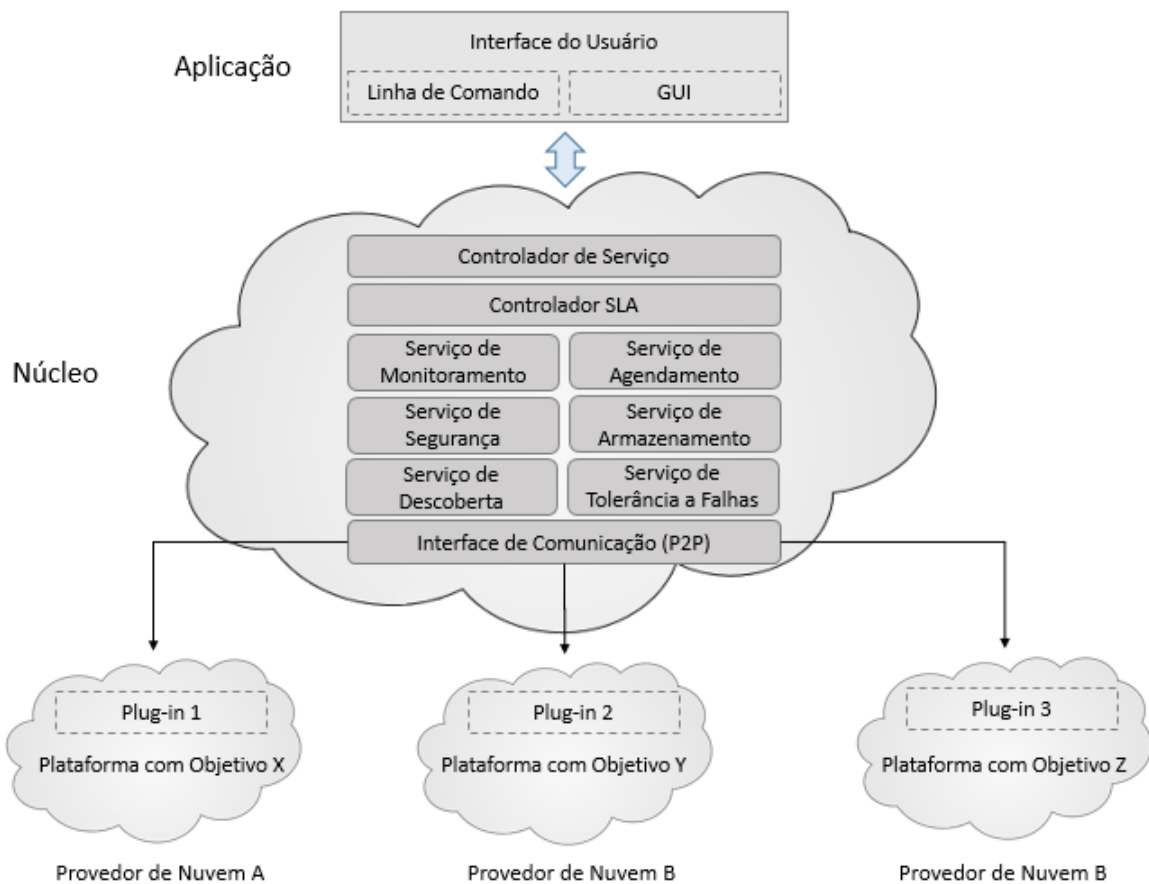 Aplicação
Interface do Usuário
Linha de Comando
GUI
Núcleo
Controlador de Serviço
Controlador SLA
Serviço de
Monitoramento
Serviço de
Agendamento
Serviço de
Segurança
Serviço de
Armazenamento
Serviço de
Descoberta
Serviço de
Tolerância a Falhas
Interface de Comunicação (P2P)
Plug-in 1
Plataforma com Objetivo X
Provedor de Nuvem A
Plug-in 2
Plataforma com Objetivo Y
Provedor de Nuvem B
Plug-in 3
Plataforma com Objetivo Z
Provedor de Nuvem B